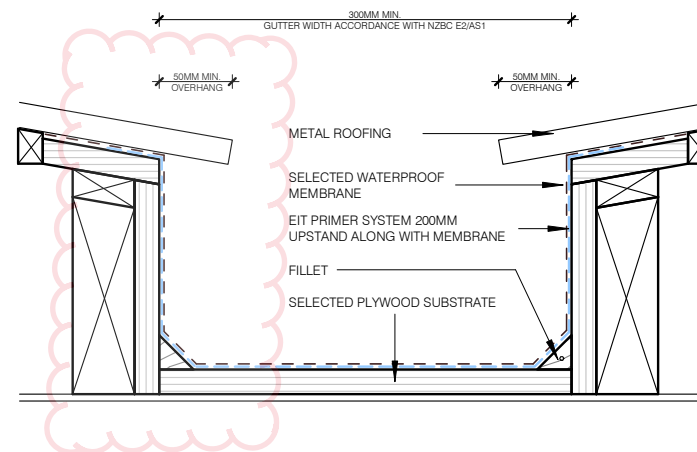 300MM MIN.
GUTTER WIDTH ACCORDANCE WITH NZBC E2/AS1
50MM MIN.
OVERHANG
50MM MIN.
OVERHANG
METAL ROOFING
SELECTED WATERPROOF
MEMBRANE
EIT PRIMER SYSTEM 200MM
UPSTAND ALONG WITH MEMBRANE
FILLET
SELECTED PLYWOOD SUBSTRATE